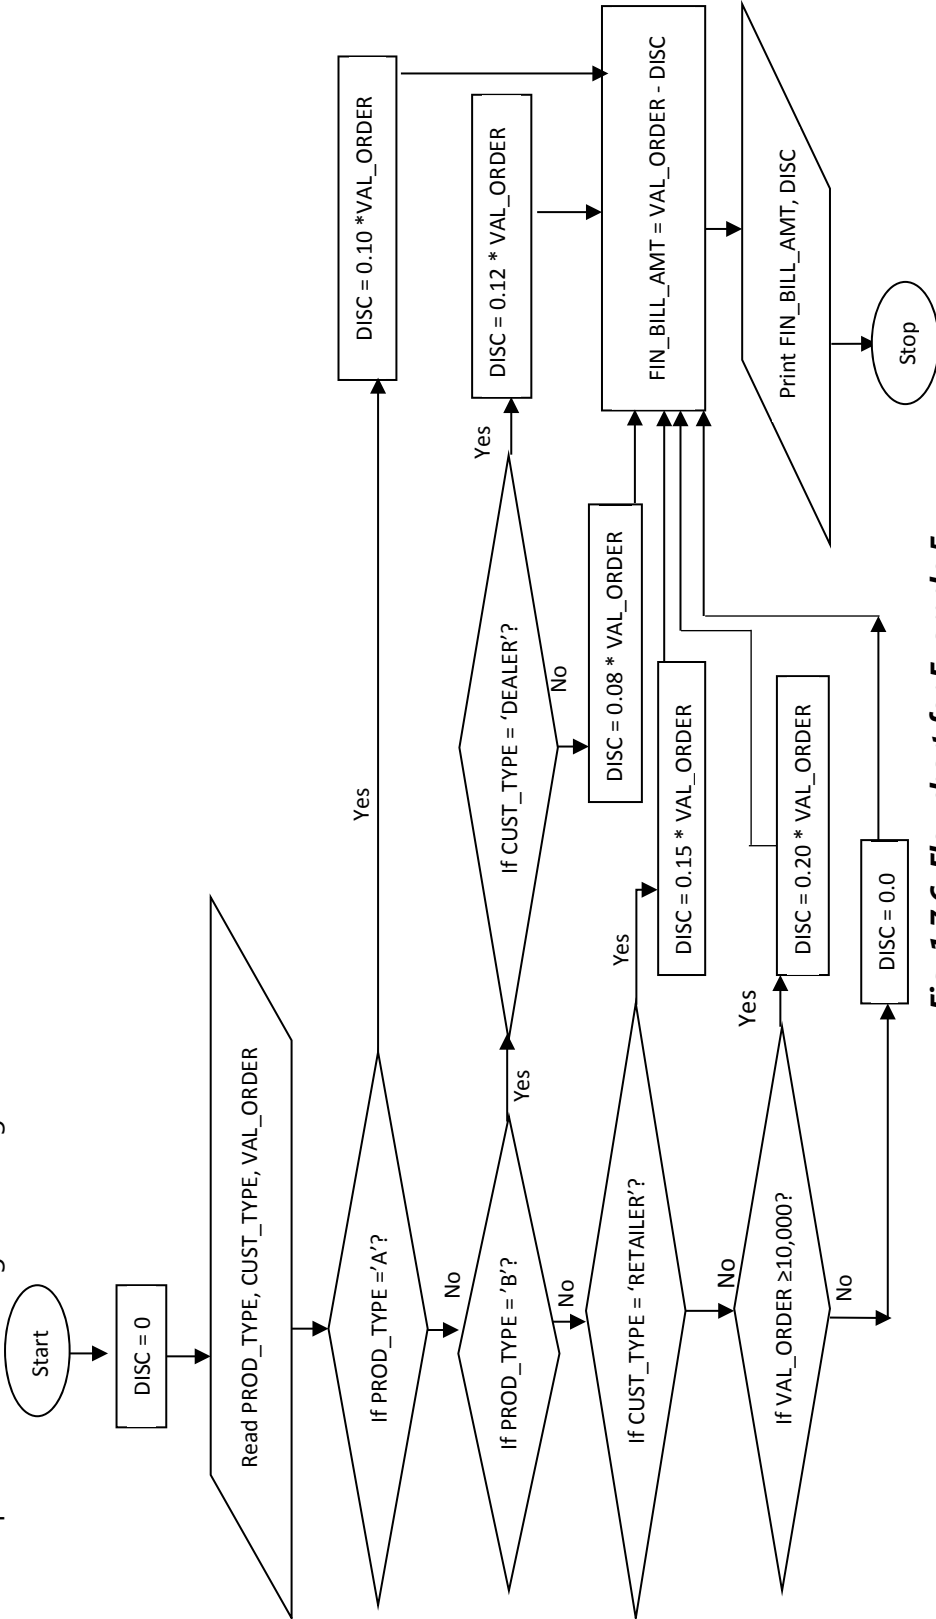 Start
DISC = 0
Read PROD_TYPE, CUST_TYPE, VAL_ORDER
If PROD_TYPE ='A'?
Yes
DISC = 0.10 *VAL_ORDER
No
If PROD_TYPE = 'B'?
Yes
If CUST_TYPE = 'DEALER'?
Yes
DISC = 0.12 * VAL_ORDER
No
DISC = 0.08 * VAL_ORDER
No
If CUST_TYPE = 'RETAILER'?
Yes
DISC = 0.15 * VAL_ORDER
No
If VAL_ORDER ≥10,000?
Yes
DISC = 0.20 * VAL_ORDER
No
DISC = 0.0
FIN_BILL_AMT = VAL_ORDER - DISC
Print FIN_BILL_AMT, DISC
Stop